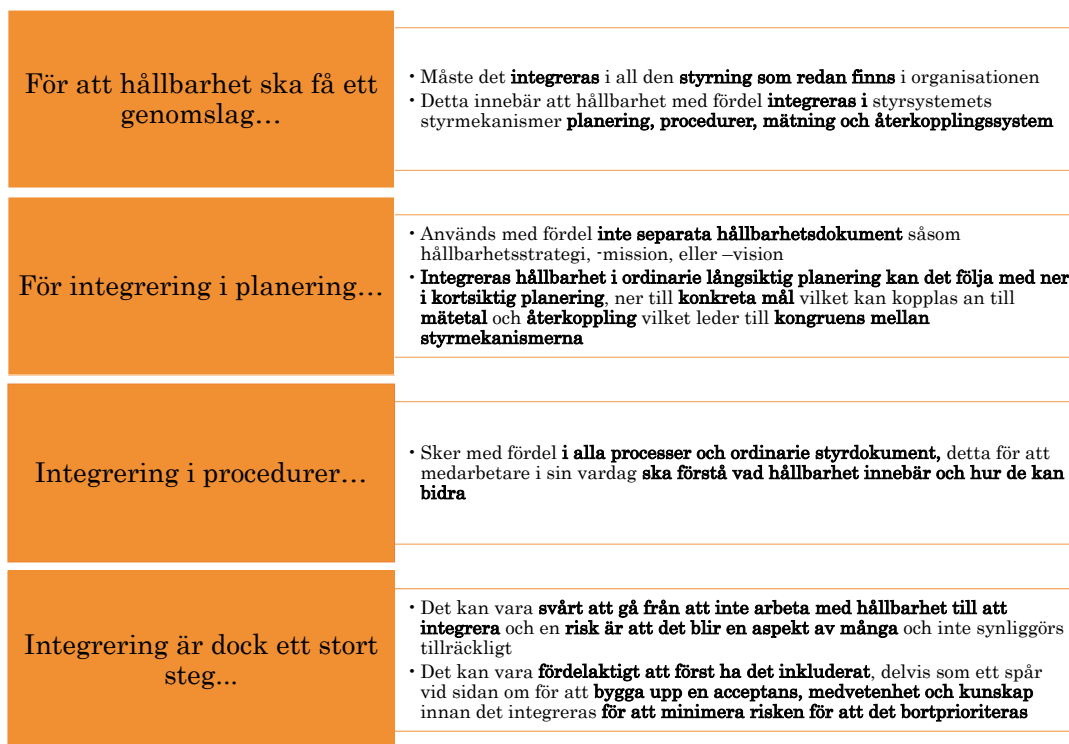 För att hållbarhet ska få ett
genomslag…
• Måste det integreras i all den styrning som redan finns i organisationen
• Detta innebär att hållbarhet med fördel integreras i styrsystemets
styrmekanismer planering, procedurer, mätning och återkopplingssystem
För integrering i planering…
• Används med fördel inte separata hållbarhetsdokument såsom
hållbarhetsstrategi, -mission, eller –vision
• Integreras hållbarhet i ordinarie långsiktig planering kan det följa med ner
i kortsiktig planering, ner till konkreta mål vilket kan kopplas an till
mätetal och återkoppling vilket leder till kongruens mellan
styrmekanismerna
Integrering i procedurer…
• Sker med fördel i alla processer och ordinarie styrdokument, detta för att
medarbetare i sin vardag ska förstå vad hållbarhet innebär och hur de kan
bidra
Integrering är dock ett stort
steg...
• Det kan vara svårt att gå från att inte arbeta med hållbarhet till att
integrera och en risk är att det blir en aspekt av många och inte synliggörs
tillräckligt
• Det kan vara fördelaktigt att först ha det inkluderat, delvis som ett spår
vid sidan om för att bygga upp en acceptans, medvetenhet och kunskap
innan det integreras för att minimera risken för att det bortprioriteras